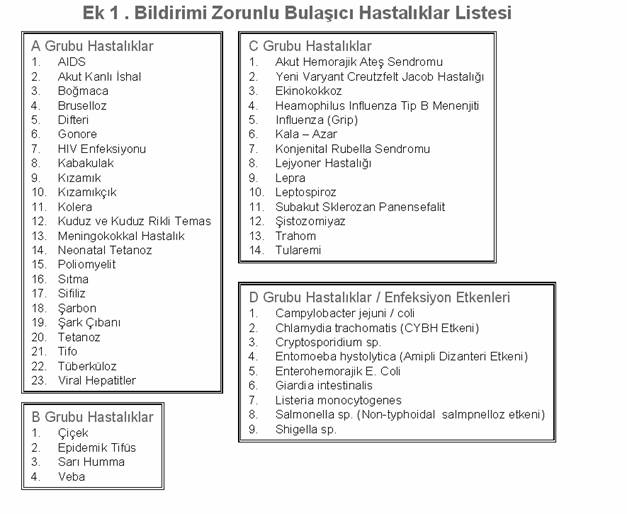 Ek 1 . Bildirimi Zorunlu Bulaşıcı Hastalıklar Listesi
A Grubu Hastalıklar
1. AIDS
2. Akut Kanlı İshal
3. Boğmaca
4. Bruselloz
5. Difteri
6. Gonore
7. HIV Enfeksiyonu
8. Kabakulak
9. Kızamık
10. Kızamıkçık
11. Kolera
12. Kuduz ve Kuduz Rikli Temas
13. Meningokokkal Hastalık
14. Neonatal Tetanoz
15. Poliomyelit
16. Sıtma
17. Sifiliz
18. Şarbon
19. Şark Çıbanı
20. Tetanoz
21. Tifo
22. Tüberküloz
23. Viral Hepatitler
B Grubu Hastalıklar
1. Çiçek
2. Epidemik Tifüs
3. Sarı Humma
4. Veba
C Grubu Hastalıklar
1. Akut Hemorajik Ateş Sendromu
2. Yeni Varyant Creutzfelt Jacob Hastalığı
3. Ekinokokkoz
4. Heamophilus Influenza Tip B Menenjiti
5. Influenza (Grip)
6. Kala – Azar
7. Konjenital Rubella Sendromu
8. Lejyoner Hastalığı
9. Lepra
10. Leptospiroz
11. Subakut Sklerozan Panensefalit
12. Şistozomiyaz
13. Trahom
14. Tularemi
D Grubu Hastalıklar / Enfeksiyon Etkenleri
1. Campylobacter jejuni / coli
2. Chlamydia trachomatis (CYBH Etkeni)
3. Cryptosporidium sp.
4. Entomoeba hystolytica (Amipli Dizanteri Etkeni)
5. Enterohemorajik E. Coli
6. Giardia intestinalis
7. Listeria monocytogenes
8. Salmonella sp. (Non-typhoidal salmpnelloz etkeni)
9. Shigella sp.